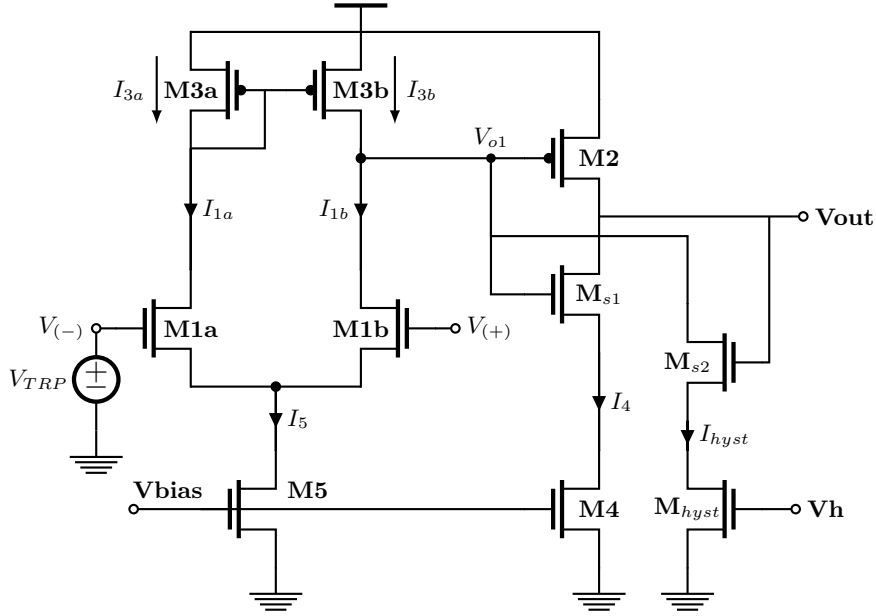 M3a
M3b
I3a
I3b
Vo1
M2
I1a
I1b
Vout
Ms1
V(−)
M1a
M1b
V(+)
Ms2
VTRP
I5
I4
Ihyst
Vbias
M5
M4
Mhyst
Vh